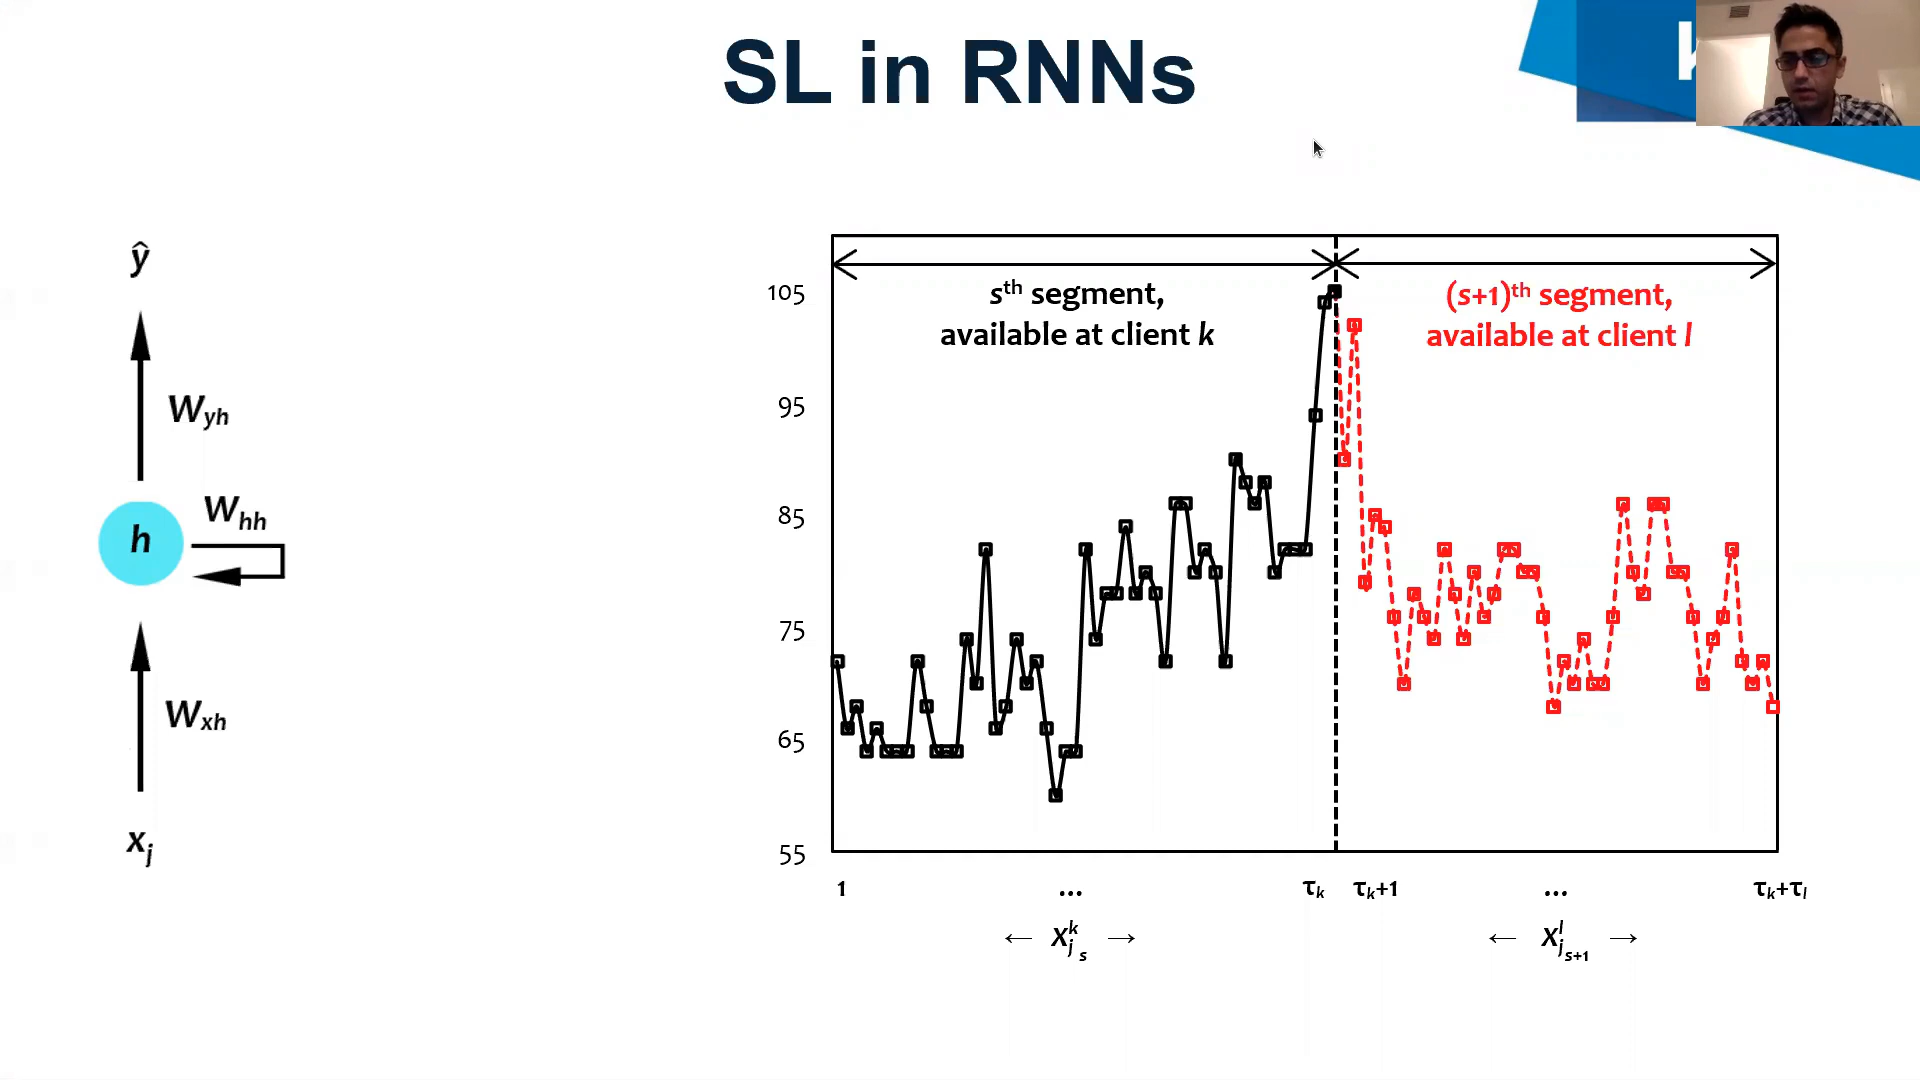 SL in RNNs
ŷ
W_yh
W_hh
h
W_xh
x_j
s^th segment,
available at client k
(s+1)^th segment,
available at client l
105
95
85
75
65
55
1 ... τ_k τ_k+1 ... τ_k+τ_l
← X^k_{j_s} → ← X^l_{j_{s+1}} →